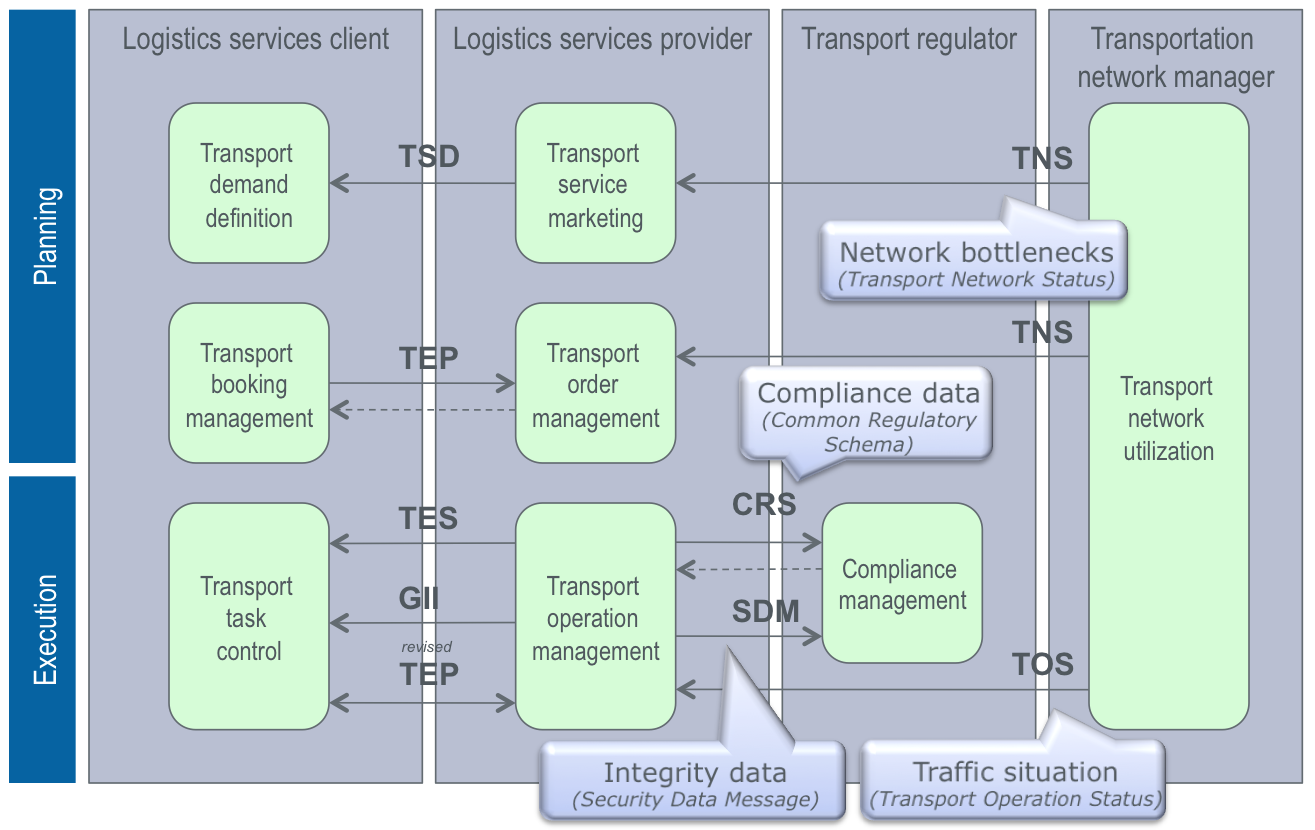 Logistics services client
Logistics services provider
Transport regulator
Transportation
network manager
Planning
Transport
demand
definition
TSD
Transport
service
marketing
TNS
Network bottlenecks
(Transport Network Status)
Transport
booking
management
TEP
Transport
order
management
TNS
Compliance data
(Common Regulatory
Schema)
Transport
network
utilization
Execution
Transport
task
control
TES
GII
revised
TEP
Transport
operation
management
CRS
SDM
Compliance
management
TOS
Integrity data
(Security Data Message)
Traffic situation
(Transport Operation Status)